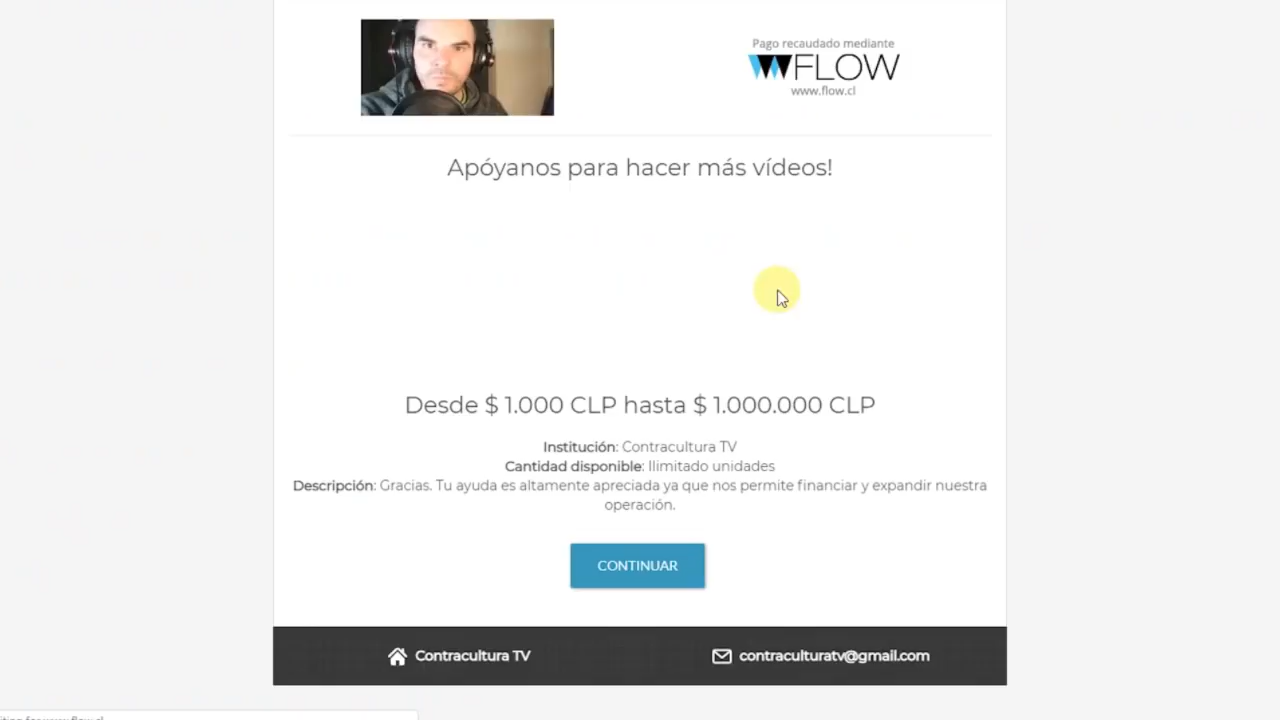 Pago recaudado mediante
FLOW
www.flow.cl
Apóyanos para hacer más vídeos!
Desde $ 1.000 CLP hasta $ 1.000.000 CLP
Institución: Contracultura TV
Cantidad disponible: Ilimitado unidades
Descripción: Gracias. Tu ayuda es altamente apreciada ya que nos permite financiar y expandir nuestra
operación.
CONTINUAR
Contracultura TV
contraculturatv@gmail.com